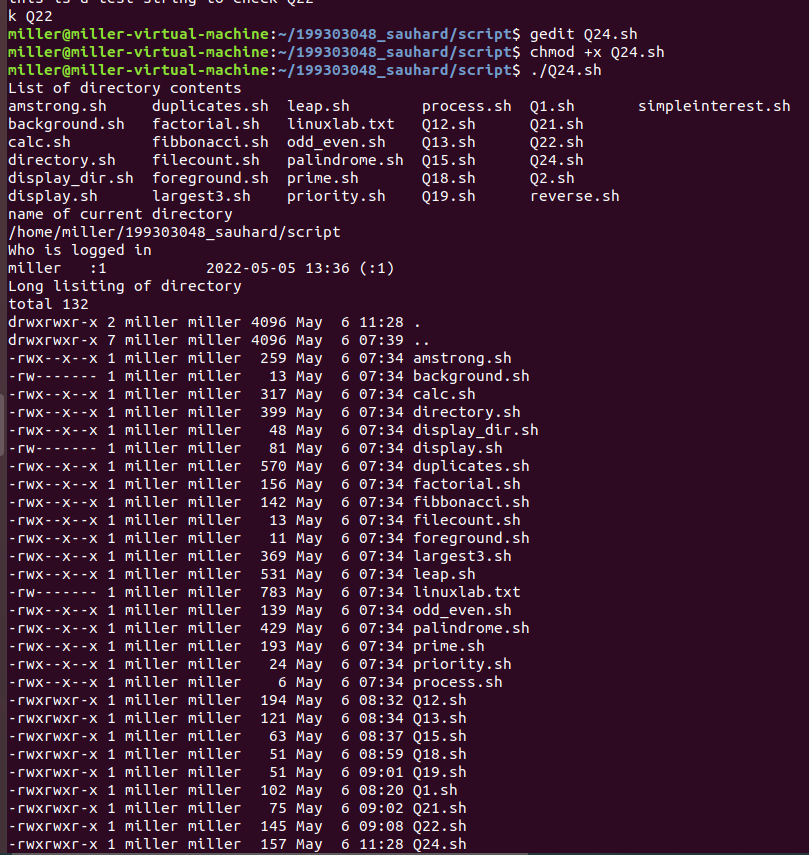 this is a test string to check Q22
k Q22
miller@miller-virtual-machine:~/199303048_sauhard/script$ gedit Q24.sh
miller@miller-virtual-machine:~/199303048_sauhard/script$ chmod +x Q24.sh
miller@miller-virtual-machine:~/199303048_sauhard/script$ ./Q24.sh
List of directory contents
amstrong.sh     duplicates.sh  leap.sh        process.sh  Q1.sh       simpleinterest.sh
background.sh   factorial.sh   linuxlab.txt   Q12.sh      Q21.sh
calc.sh         fibbonacci.sh  odd_even.sh    Q13.sh      Q22.sh
directory.sh    filecount.sh   palindrome.sh  Q15.sh      Q24.sh
display_dir.sh  foreground.sh  prime.sh       Q18.sh      Q2.sh
display.sh      largest3.sh    priority.sh    Q19.sh      reverse.sh
name of current directory
/home/miller/199303048_sauhard/script
Who is logged in
miller   :1           2022-05-05 13:36 (:1)
Long lisiting of directory
total 132
drwxrwxr-x 2 miller miller 4096 May  6 11:28 .
drwxrwxr-x 7 miller miller 4096 May  6 07:39 ..
-rwx--x--x 1 miller miller  259 May  6 07:34 amstrong.sh
-rw------- 1 miller miller   13 May  6 07:34 background.sh
-rwx--x--x 1 miller miller  317 May  6 07:34 calc.sh
-rwx--x--x 1 miller miller  399 May  6 07:34 directory.sh
-rwx--x--x 1 miller miller   48 May  6 07:34 display_dir.sh
-rw------- 1 miller miller   81 May  6 07:34 display.sh
-rwx--x--x 1 miller miller  570 May  6 07:34 duplicates.sh
-rwx--x--x 1 miller miller  156 May  6 07:34 factorial.sh
-rwx--x--x 1 miller miller  142 May  6 07:34 fibbonacci.sh
-rwx--x--x 1 miller miller   13 May  6 07:34 filecount.sh
-rwx--x--x 1 miller miller   11 May  6 07:34 foreground.sh
-rwx--x--x 1 miller miller  369 May  6 07:34 largest3.sh
-rwx--x--x 1 miller miller  531 May  6 07:34 leap.sh
-rw------- 1 miller miller  783 May  6 07:34 linuxlab.txt
-rwx--x--x 1 miller miller  139 May  6 07:34 odd_even.sh
-rwx--x--x 1 miller miller  429 May  6 07:34 palindrome.sh
-rwx--x--x 1 miller miller  193 May  6 07:34 prime.sh
-rwx--x--x 1 miller miller   24 May  6 07:34 priority.sh
-rwx--x--x 1 miller miller    6 May  6 07:34 process.sh
-rwxrwxr-x 1 miller miller  194 May  6 08:32 Q12.sh
-rwxrwxr-x 1 miller miller  121 May  6 08:34 Q13.sh
-rwxrwxr-x 1 miller miller   63 May  6 08:37 Q15.sh
-rwxrwxr-x 1 miller miller   51 May  6 08:59 Q18.sh
-rwxrwxr-x 1 miller miller   51 May  6 09:01 Q19.sh
-rwxrwxr-x 1 miller miller  102 May  6 08:20 Q1.sh
-rwxrwxr-x 1 miller miller   75 May  6 09:02 Q21.sh
-rwxrwxr-x 1 miller miller  145 May  6 09:08 Q22.sh
-rwxrwxr-x 1 miller miller  157 May  6 11:28 Q24.sh